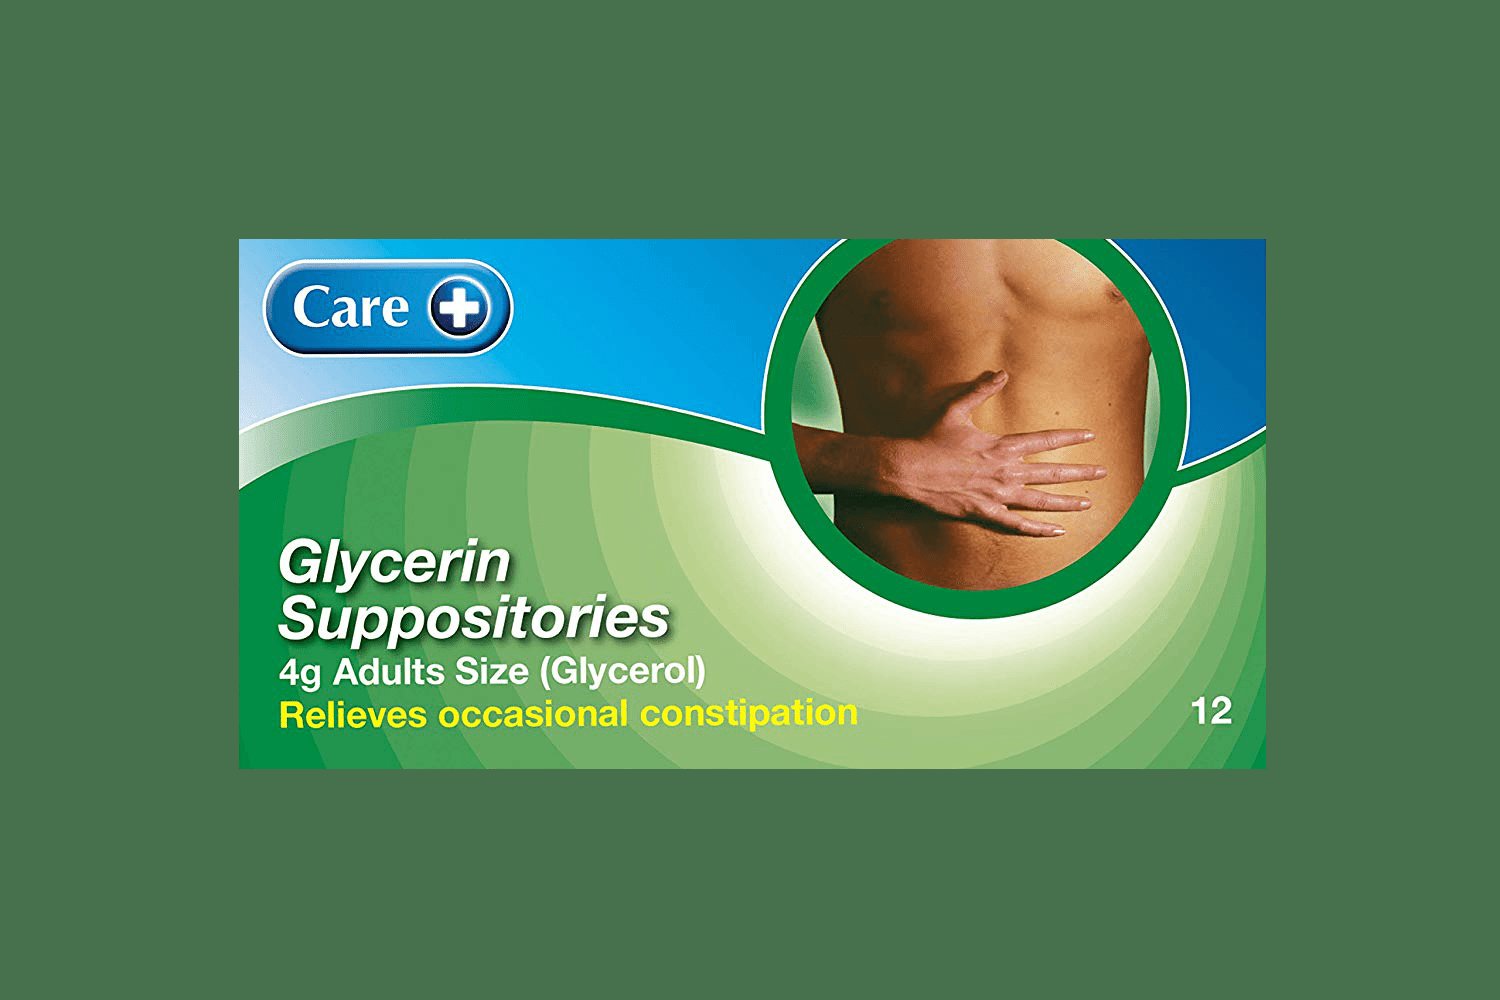 Care
Glycerin
Suppositories
4g Adults Size (Glycerol)
Relieves occasional constipation
12